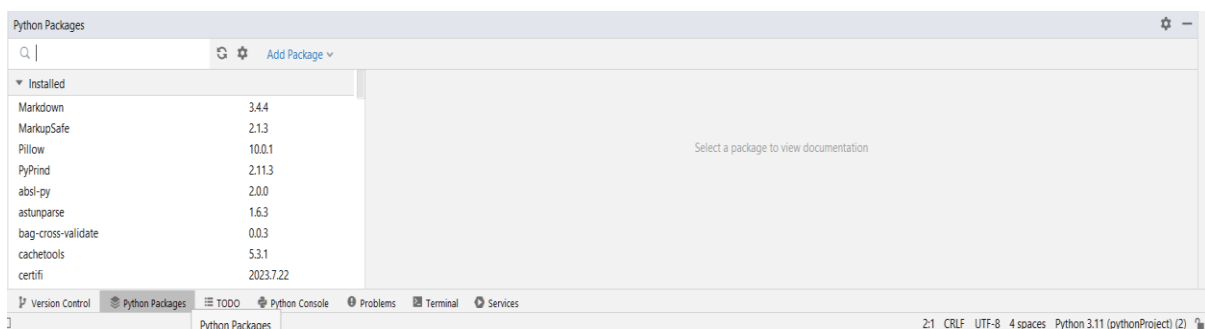 Python Packages
Add Package
Installed
Markdown 3.4.4
MarkupSafe 2.1.3
Pillow 10.0.1
Select a package to view documentation
PyPrind 2.11.3
absl-py 2.0.0
astunparse 1.6.3
bag-cross-validate 0.0.3
cachetools 5.3.1
certifi 2023.7.22
Version Control Python Packages TODO Python Console Problems Terminal Services
Python Packages
2:1 CRLF UTF-8 4 spaces Python 3.11 (pythonProject) (2)